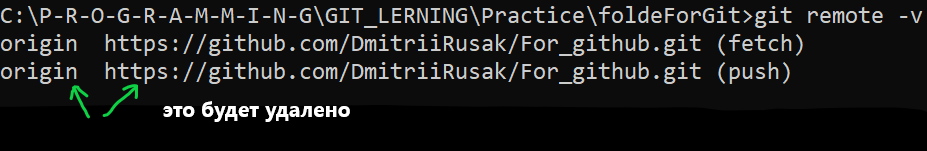 C:\P-R-O-G-R-A-M-M-I-N-G\GIT_LERNING\Practice\foldeForGit>git remote -v
origin  https://github.com/DmitriiRusak/For_github.git (fetch)
origin  https://github.com/DmitriiRusak/For_github.git (push)
это будет удалено